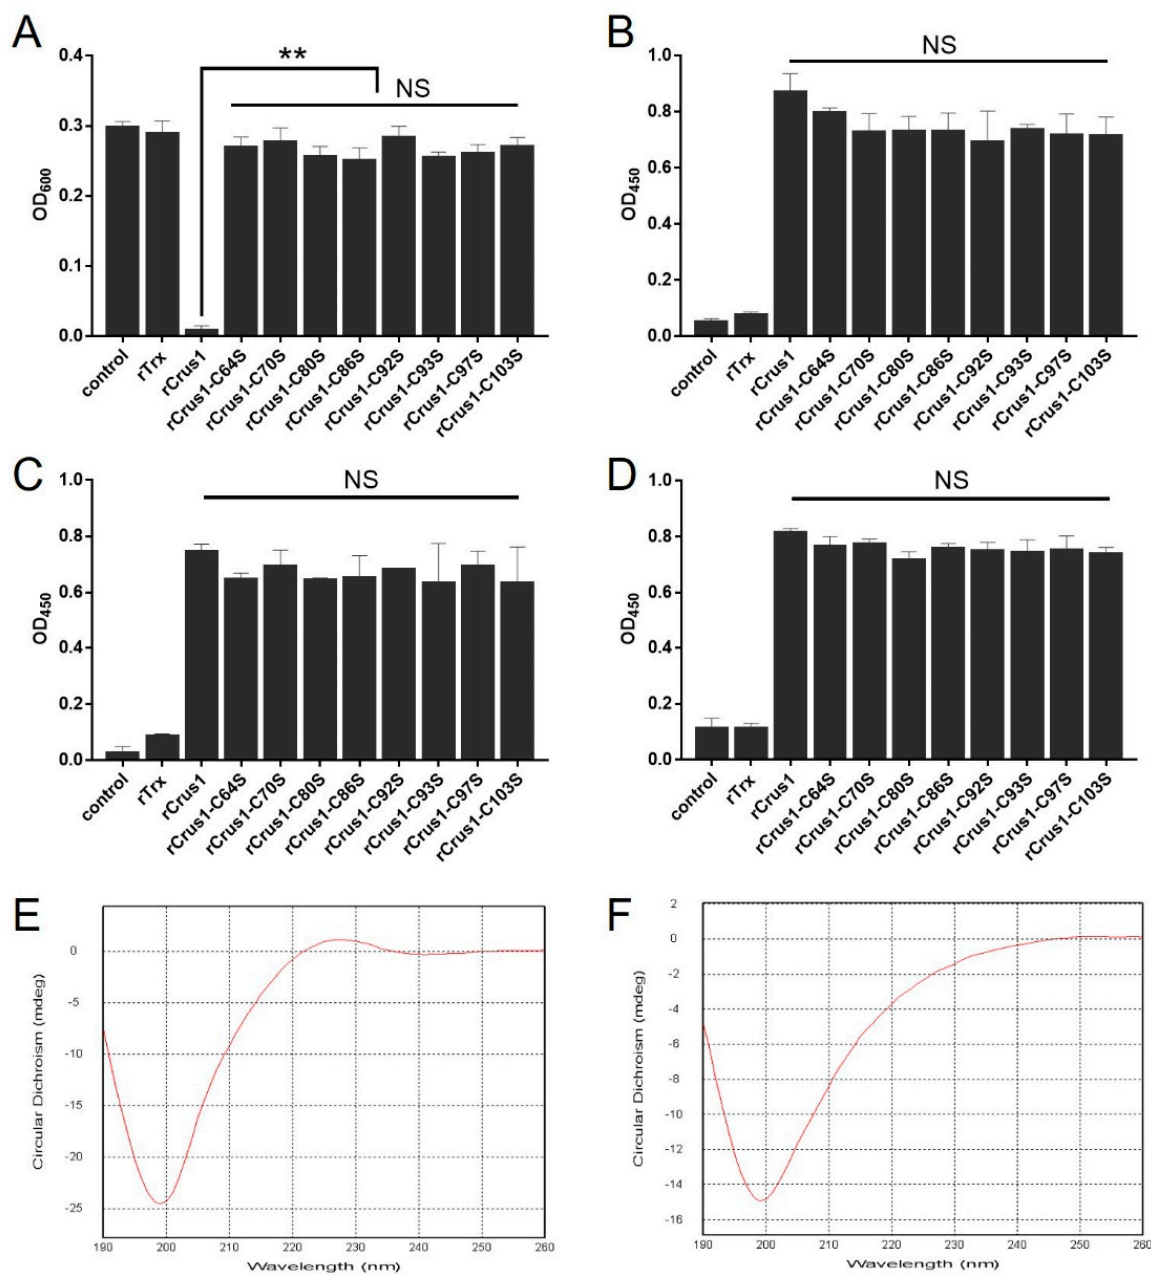 A
**
NS
0.4
0.3
0.2
0.1
0.0
OD600
control
rTrx
rCrus1
rCrus1-C64S
rCrus1-C70S
rCrus1-C80S
rCrus1-C86S
rCrus1-C92S
rCrus1-C93S
rCrus1-C97S
rCrus1-C103S
B
NS
1.0
0.8
0.6
0.4
0.2
0.0
OD450
control
rTrx
rCrus1
rCrus1-C64S
rCrus1-C70S
rCrus1-C80S
rCrus1-C86S
rCrus1-C92S
rCrus1-C93S
rCrus1-C97S
rCrus1-C103S
C
NS
1.0
0.8
0.6
0.4
0.2
0.0
OD450
control
rTrx
rCrus1
rCrus1-C64S
rCrus1-C70S
rCrus1-C80S
rCrus1-C86S
rCrus1-C92S
rCrus1-C93S
rCrus1-C97S
rCrus1-C103S
D
NS
1.0
0.8
0.6
0.4
0.2
0.0
OD450
control
rTrx
rCrus1
rCrus1-C64S
rCrus1-C70S
rCrus1-C80S
rCrus1-C86S
rCrus1-C92S
rCrus1-C93S
rCrus1-C97S
rCrus1-C103S
E
0
-5
-10
-15
-20
-25
Circular Dichroism (mdeg)
190 200 210 220 230 240 250 260
Wavelength (nm)
F
2
0
-2
-4
-6
-8
-10
-12
-14
-16
Circular Dichroism (mdeg)
190 200 210 220 230 240 250 260
Wavelength (nm)